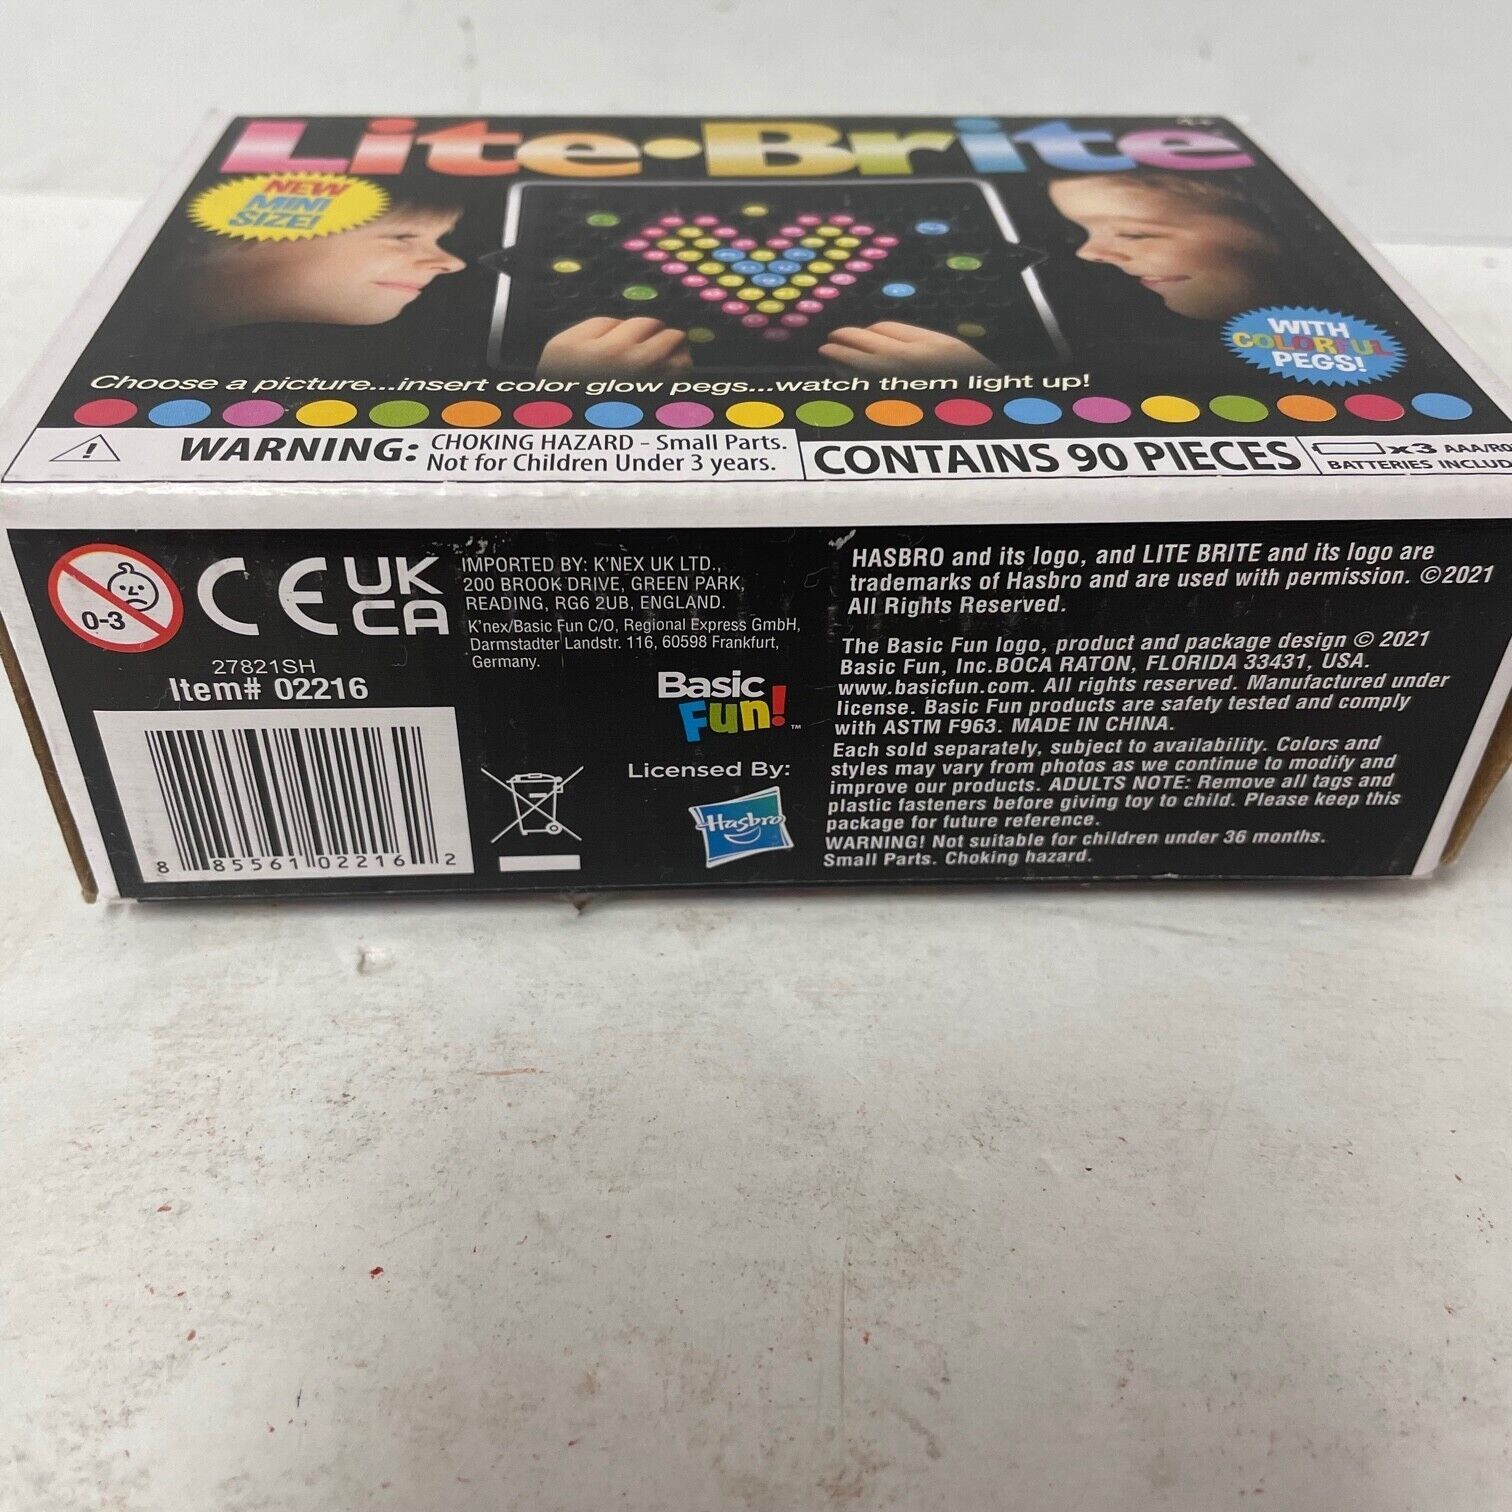 Lite·Brite
NEW
MINI
SIZE!
WITH
COLORFUL
PEGS!
Choose a picture...insert color glow pegs...watch them light up!
WARNING: CHOKING HAZARD - Small Parts.
Not for Children Under 3 years.
CONTAINS 90 PIECES
x3 AAA/RO
BATTERIES INCLUD
0-3
CE UK
CA
27821SH
Item# 02216
8 85561 02216 2
IMPORTED BY: K'NEX UK LTD.,
200 BROOK DRIVE, GREEN PARK,
READING, RG6 2UB, ENGLAND.
K'nex/Basic Fun C/O, Regional Express GmbH,
Darmstadter Landstr. 116, 60598 Frankfurt,
Germany.
Basic
Fun! ™
Licensed By:
Hasbro
HASBRO and its logo, and LITE BRITE and its logo are
trademarks of Hasbro and are used with permission. ©2021
All Rights Reserved.
The Basic Fun logo, product and package design © 2021
Basic Fun, Inc.BOCA RATON, FLORIDA 33431, USA.
www.basicfun.com. All rights reserved. Manufactured under
license. Basic Fun products are safety tested and comply
with ASTM F963. MADE IN CHINA.
Each sold separately, subject to availability. Colors and
styles may vary from photos as we continue to modify and
improve our products. ADULTS NOTE: Remove all tags and
plastic fasteners before giving toy to child. Please keep this
package for future reference.
WARNING! Not suitable for children under 36 months.
Small Parts. Choking hazard.